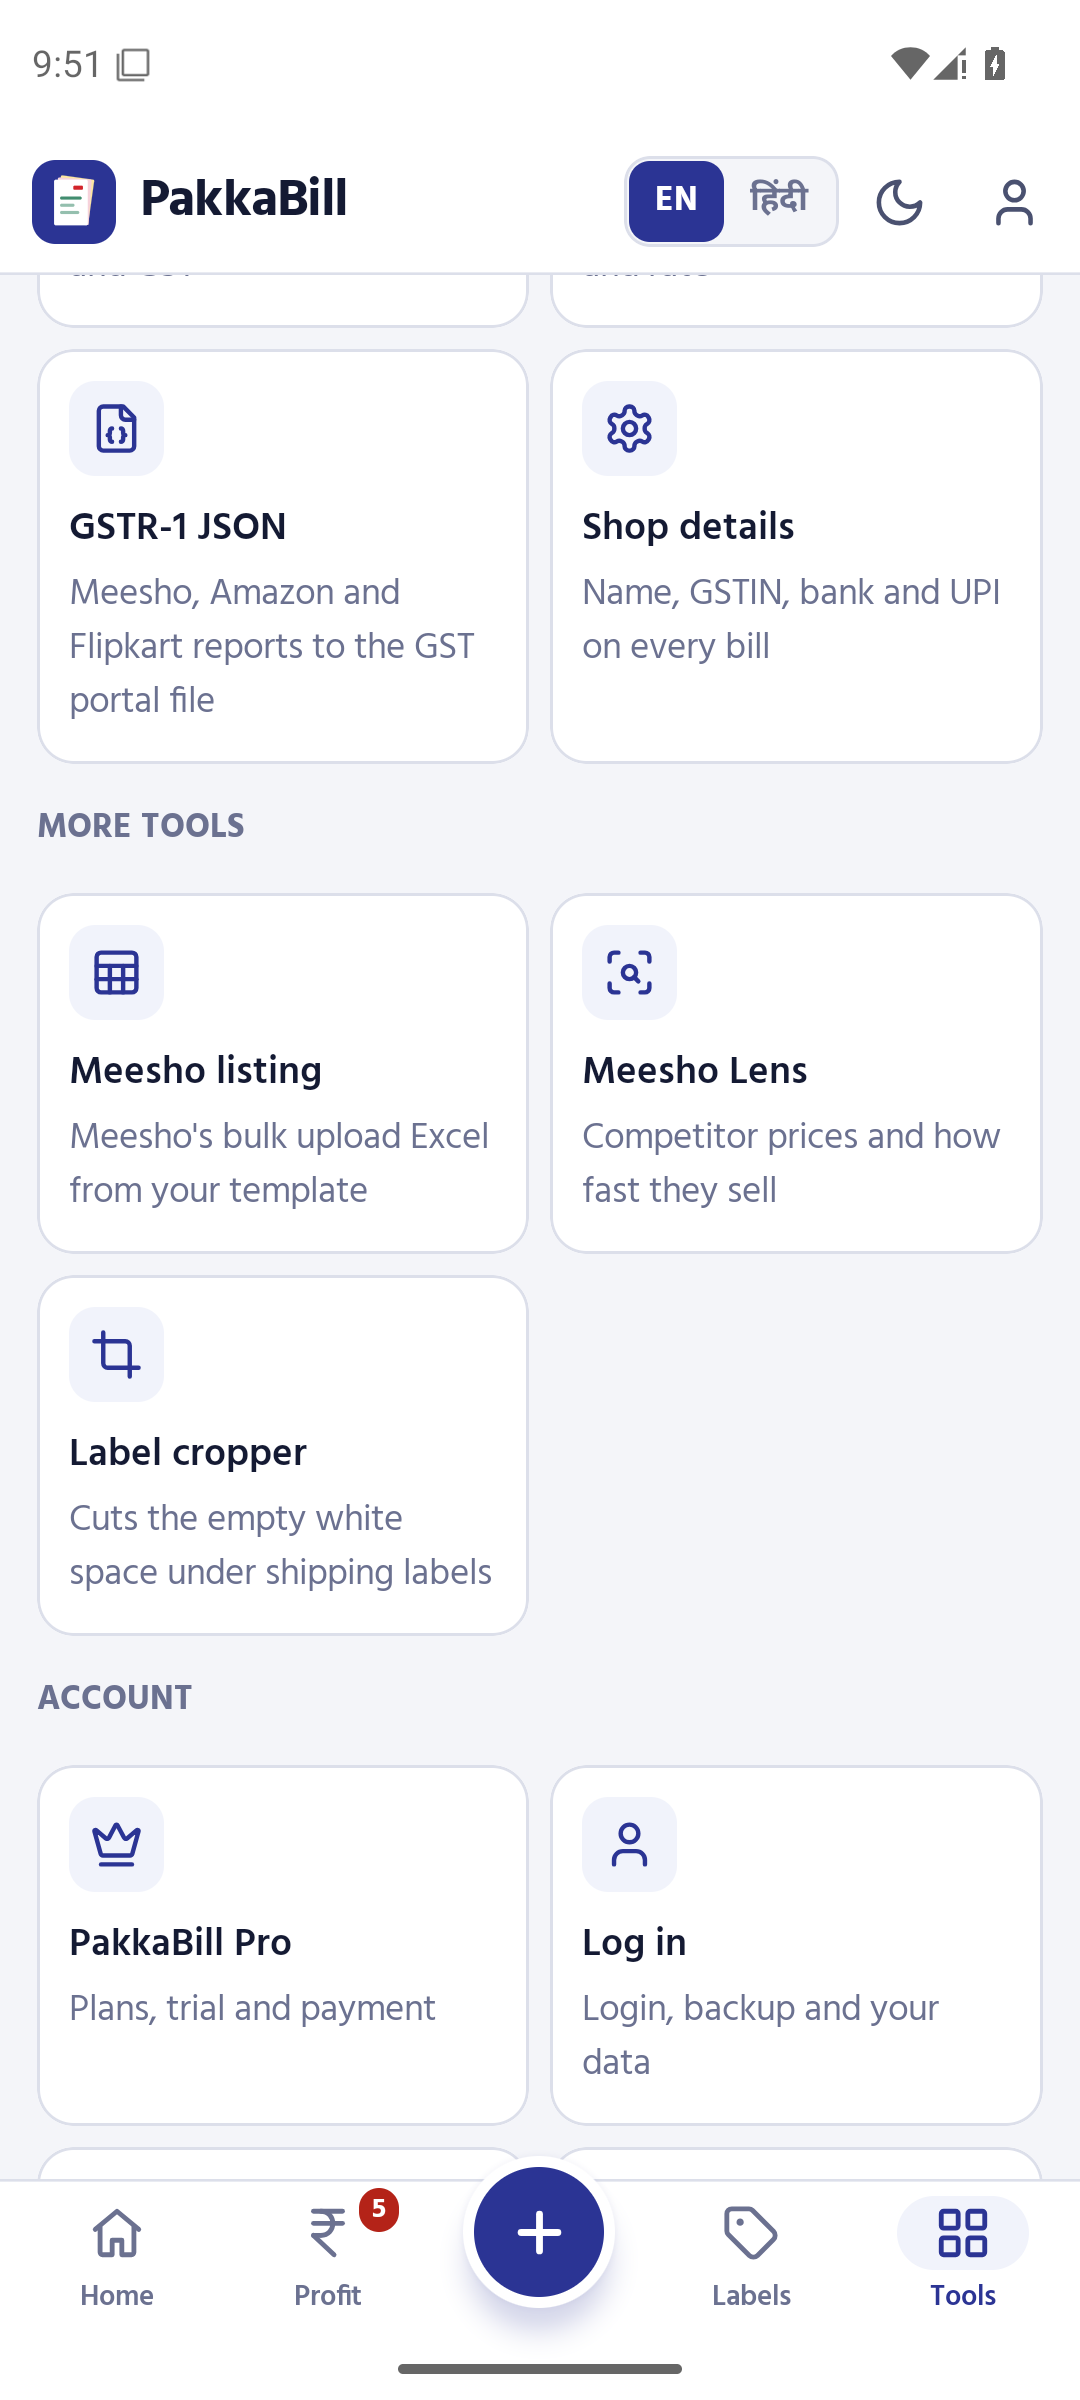 9:51
PakkaBill
EN
हिंदी
GSTR-1 JSON
Meesho, Amazon and
Flipkart reports to the GST
portal file
Shop details
Name, GSTIN, bank and UPI
on every bill
MORE TOOLS
Meesho listing
Meesho's bulk upload Excel
from your template
Meesho Lens
Competitor prices and how
fast they sell
Label cropper
Cuts the empty white
space under shipping labels
ACCOUNT
PakkaBill Pro
Plans, trial and payment
Log in
Login, backup and your
data
5
Home
Profit
Labels
Tools